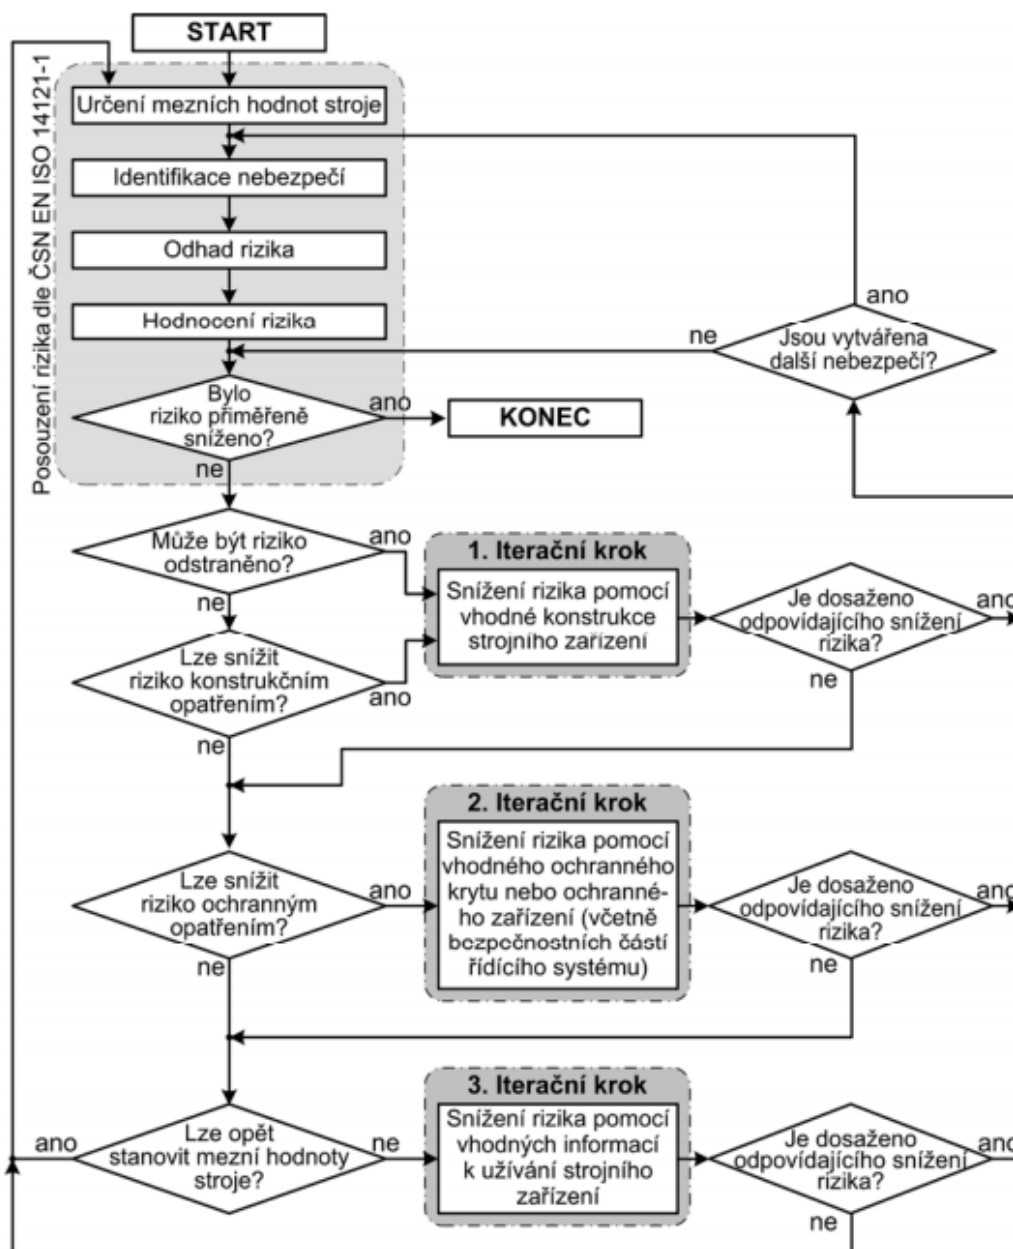 START
Posouzení rizika dle ČSN EN ISO 14121-1
Určení mezních hodnot stroje
Identifikace nebezpečí
Odhad rizika
Hodnocení rizika
ano
ne
Jsou vytvářena
další nebezpečí?
Bylo
riziko přiměřeně
sníženo?
ano
KONEC
ne
Může být riziko
odstraněno?
ano
ne
1. Iterační krok
Snížení rizika pomocí
vhodné konstrukce
strojního zařízení
Je dosaženo
odpovídajícího snížení
rizika?
ano
ne
Lze snížit
riziko konstrukčním
opatřením?
ano
ne
2. Iterační krok
Snížení rizika pomocí
vhodného ochranného
krytu nebo ochranné-
ho zařízení (včetně
bezpečnostních částí
řídícího systému)
Lze snížit
riziko ochranným
opatřením?
ano
ne
Je dosaženo
odpovídajícího snížení
rizika?
ano
ne
3. Iterační krok
Snížení rizika pomocí
vhodných informací
k užívání strojního
zařízení
ano
Lze opět
stanovit mezní hodnoty
stroje?
ne
Je dosaženo
odpovídajícího snížení
rizika?
ano
ne